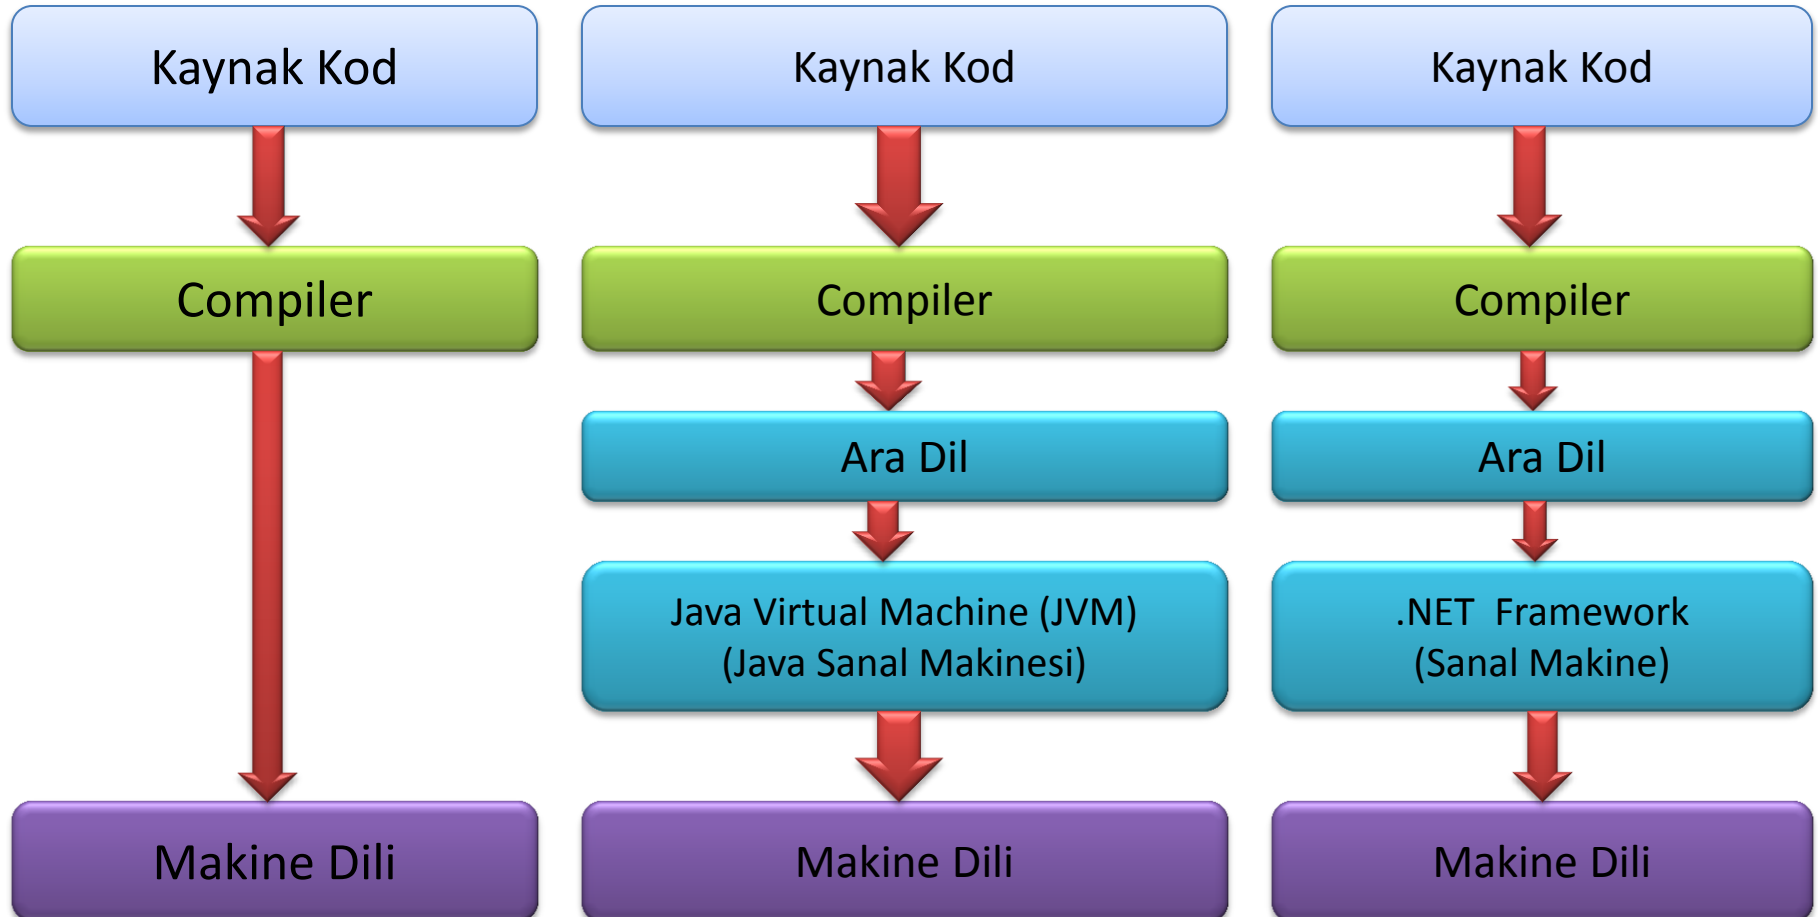 Kaynak Kod
Compiler
Makine Dili
Kaynak Kod
Compiler
Ara Dil
Java Virtual Machine (JVM)
(Java Sanal Makinesi)
Makine Dili
Kaynak Kod
Compiler
Ara Dil
.NET  Framework
(Sanal Makine)
Makine Dili